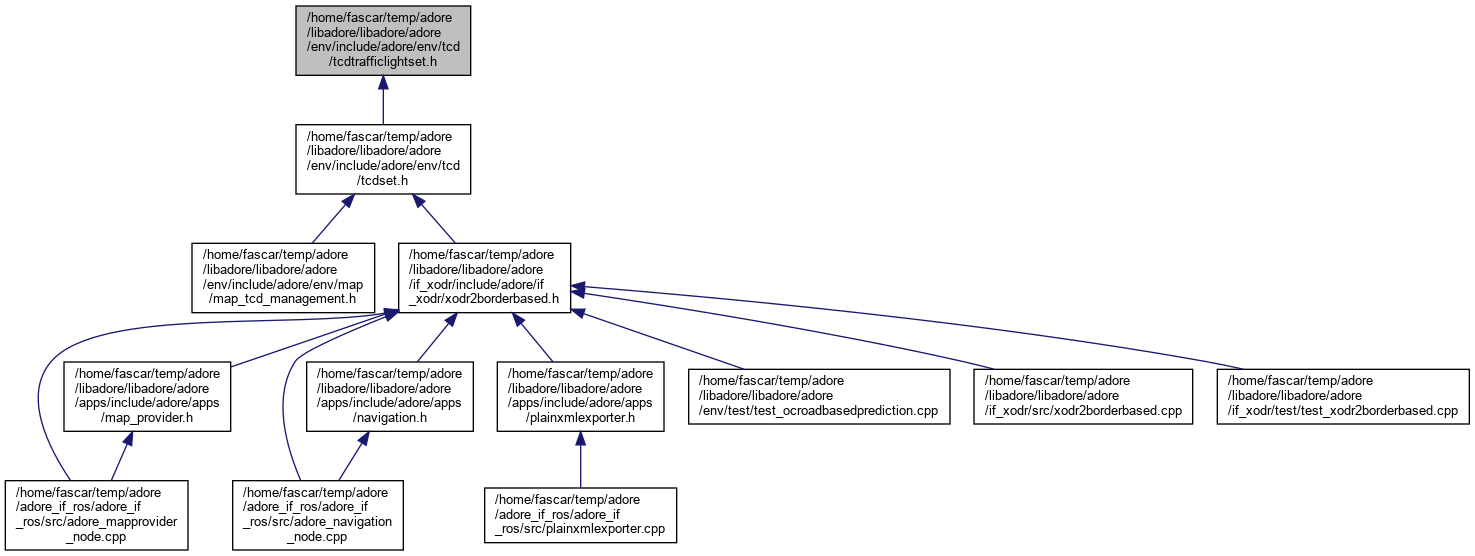 /home/fascar/temp/adore
/libadore/libadore/adore
/env/include/adore/env/tcd
/tcdtrafficlightset.h
/home/fascar/temp/adore
/libadore/libadore/adore
/env/include/adore/env/tcd
/tcdset.h
/home/fascar/temp/adore
/libadore/libadore/adore
/env/include/adore/env/map
/map_tcd_management.h
/home/fascar/temp/adore
/libadore/libadore/adore
/if_xodr/include/adore/if
_xodr/xodr2borderbased.h
/home/fascar/temp/adore
/libadore/libadore/adore
/apps/include/adore/apps
/map_provider.h
/home/fascar/temp/adore
/libadore/libadore/adore
/apps/include/adore/apps
/navigation.h
/home/fascar/temp/adore
/libadore/libadore/adore
/apps/include/adore/apps
/plainxmlexporter.h
/home/fascar/temp/adore
/libadore/libadore/adore
/env/test/test_ocroadbasedprediction.cpp
/home/fascar/temp/adore
/libadore/libadore/adore
/if_xodr/src/xodr2borderbased.cpp
/home/fascar/temp/adore
/libadore/libadore/adore
/if_xodr/test/test_xodr2borderbased.cpp
/home/fascar/temp/adore
/adore_if_ros/adore_if
_ros/src/adore_mapprovider
_node.cpp
/home/fascar/temp/adore
/adore_if_ros/adore_if
_ros/src/adore_navigation
_node.cpp
/home/fascar/temp/adore
/adore_if_ros/adore_if
_ros/src/plainxmlexporter.cpp